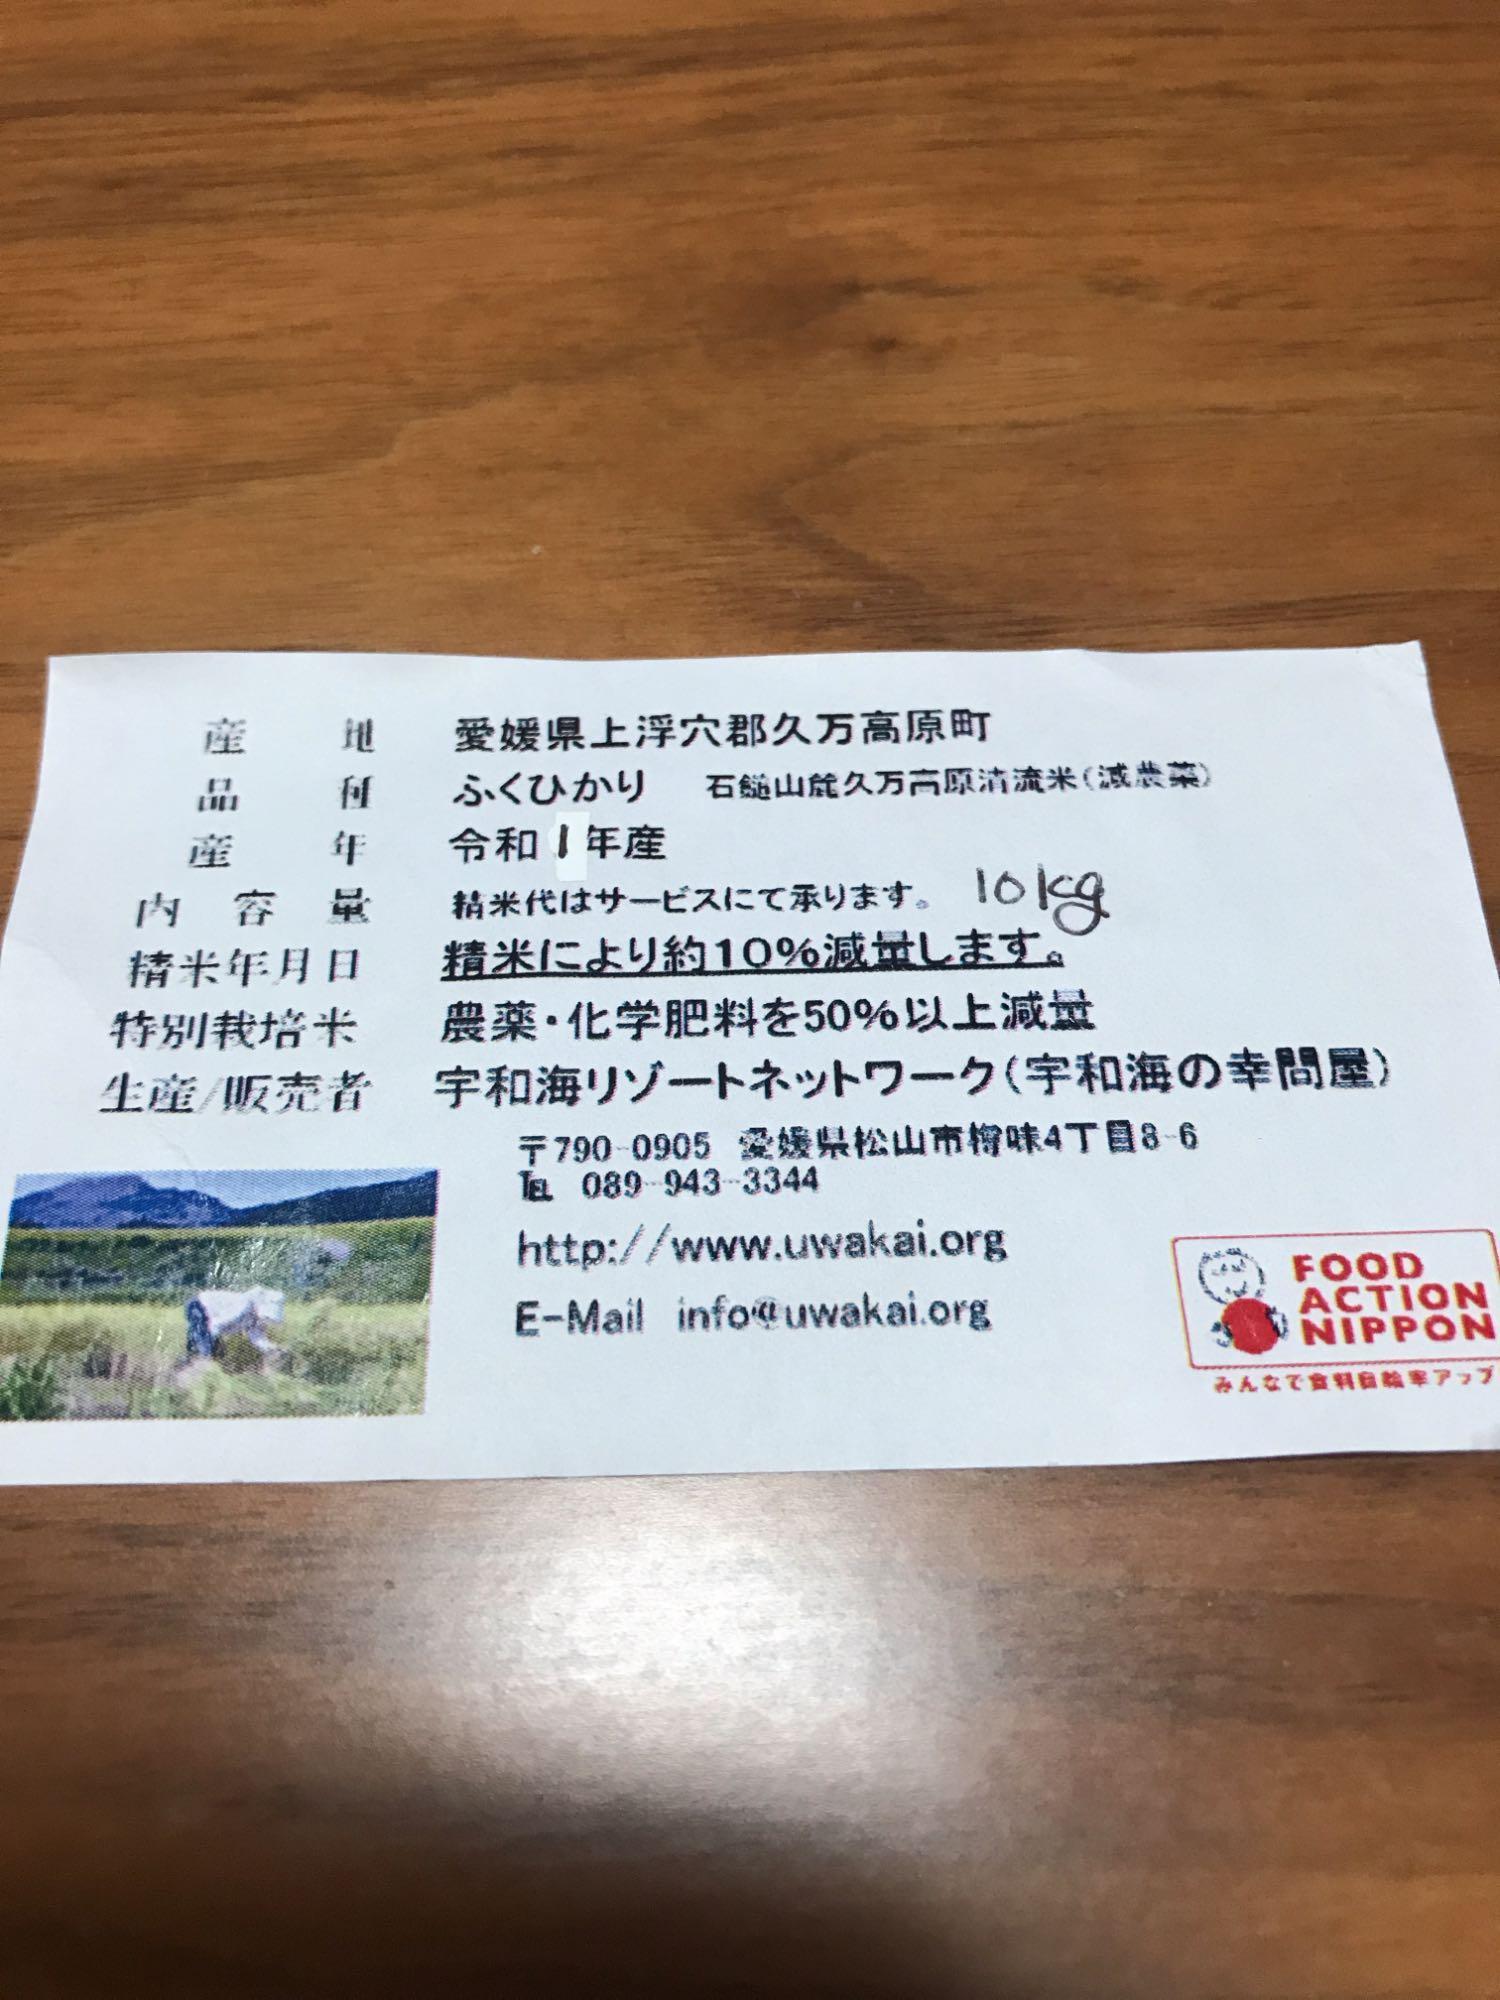 産地 愛媛県上浮穴郡久万高原町
品種 ふくひかり 石鎚山麓久万高原清流米(減農薬)
産年 令和1年産
内容量 精米代はサービスにて承ります。 10kg
精米年月日 精米により約10%減量します。
特別栽培米 農薬・化学肥料を50%以上減量
生産/販売者 宇和海リゾートネットワーク(宇和海の幸問屋)
〒790-0905 愛媛県松山市樽味4丁目8-6
℡ 089-943-3344
http://www.uwakai.org
E-Mail info@uwakai.org
FOOD
ACTION
NIPPON
みんなで食料自給率アップ